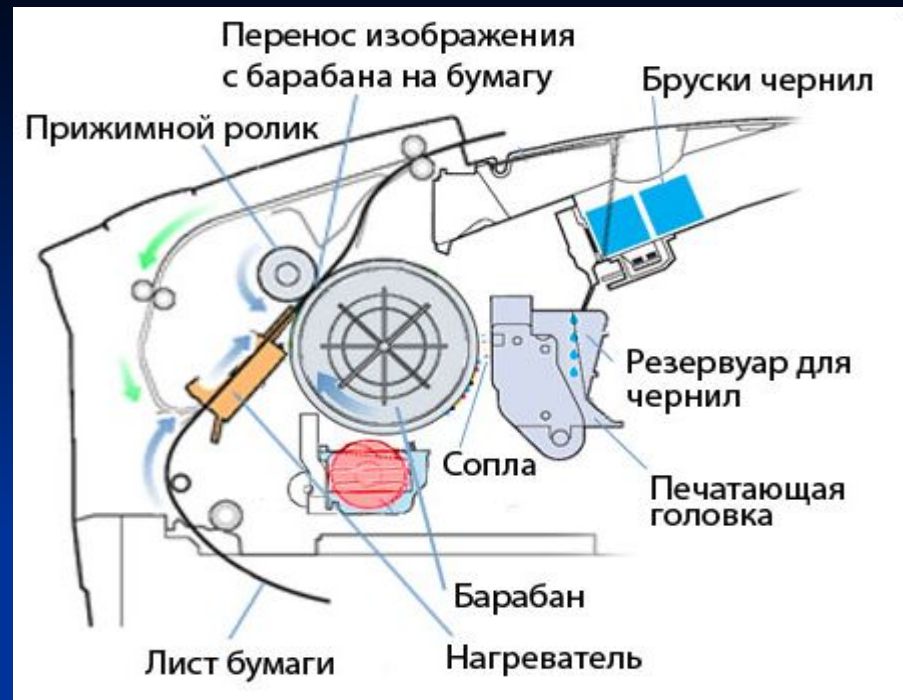 Перенос изображения
с барабана на бумагу
Бруски чернил
Прижимной ролик
Резервуар для
чернил
Сопла
Печатающая
головка
Барабан
Лист бумаги
Нагреватель